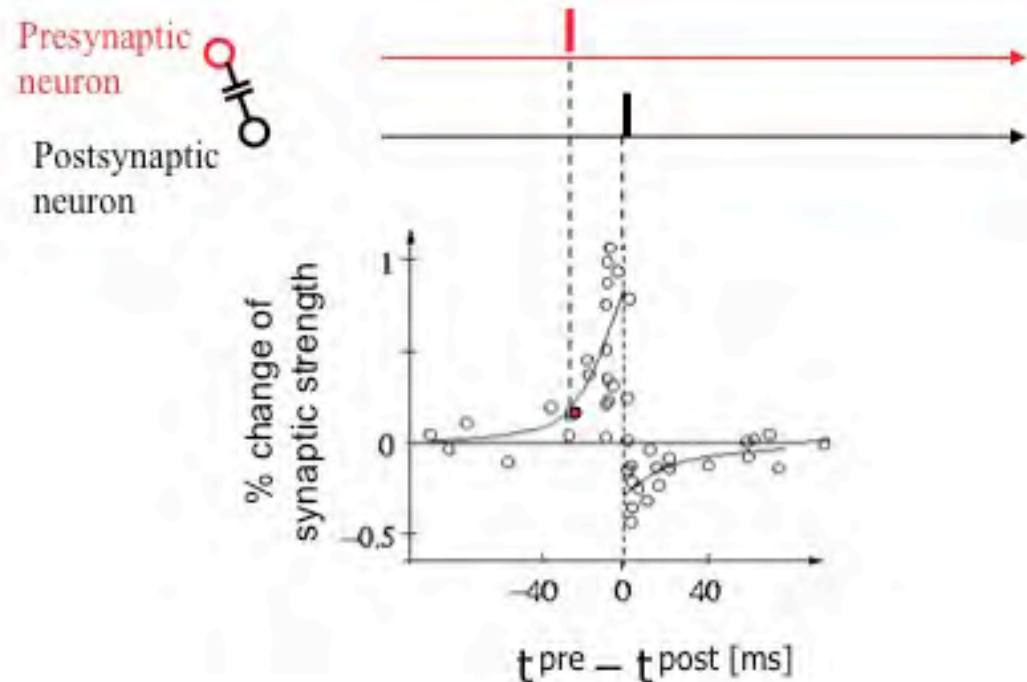 Presynaptic
neuron
Postsynaptic
neuron
% change of
synaptic strength
1
0
−0.5
−40 0 40
t pre − t post [ms]